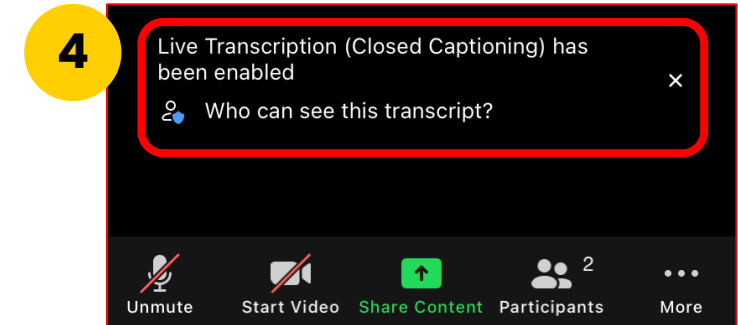 4
Live Transcription (Closed Captioning) has
been enabled
Who can see this transcript?
2
Unmute Start Video Share Content Participants More